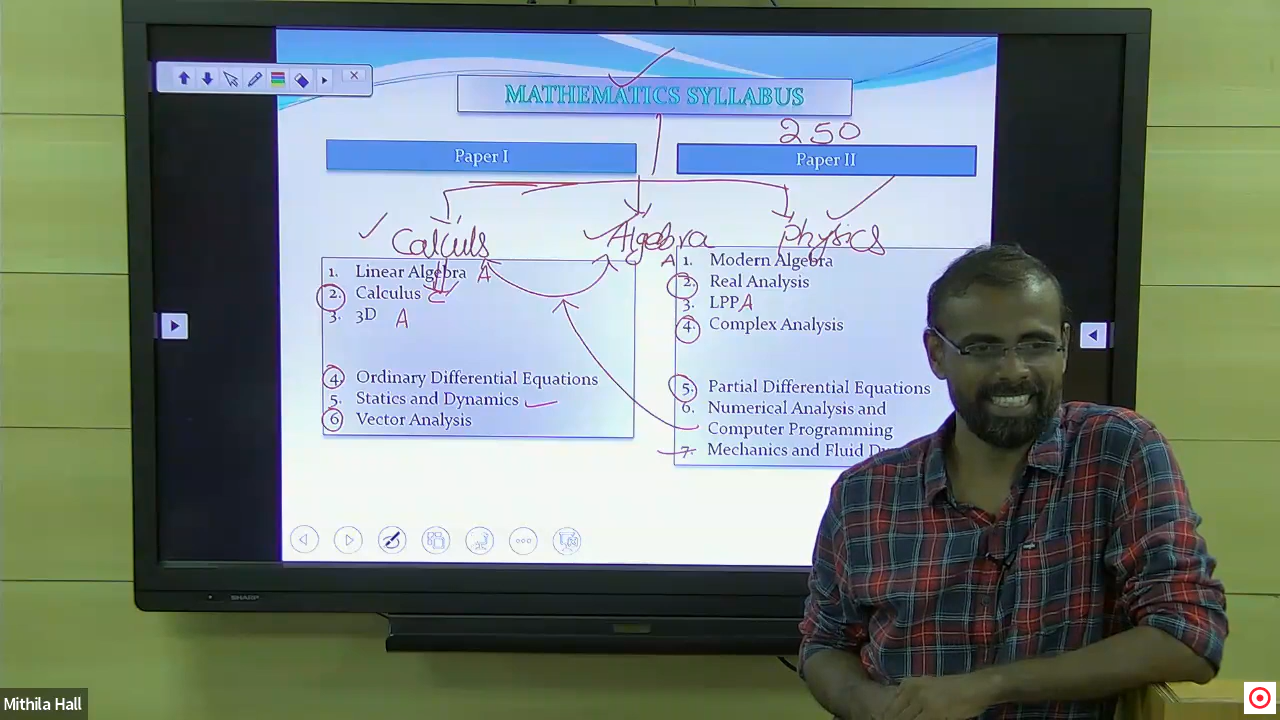 MATHEMATICS SYLLABUS
250
Paper I
Paper II
Calculs
Algebra
Physics
1. Linear Algebra A
2. Calculus C
3. 3D A
4. Ordinary Differential Equations
5. Statics and Dynamics
6. Vector Analysis
A 1. Modern Algebra
2. Real Analysis
3. LPP A
4. Complex Analysis
5. Partial Differential Equations
6. Numerical Analysis and
Computer Programming
7. Mechanics and Fluid
SHARP
Mithila Hall